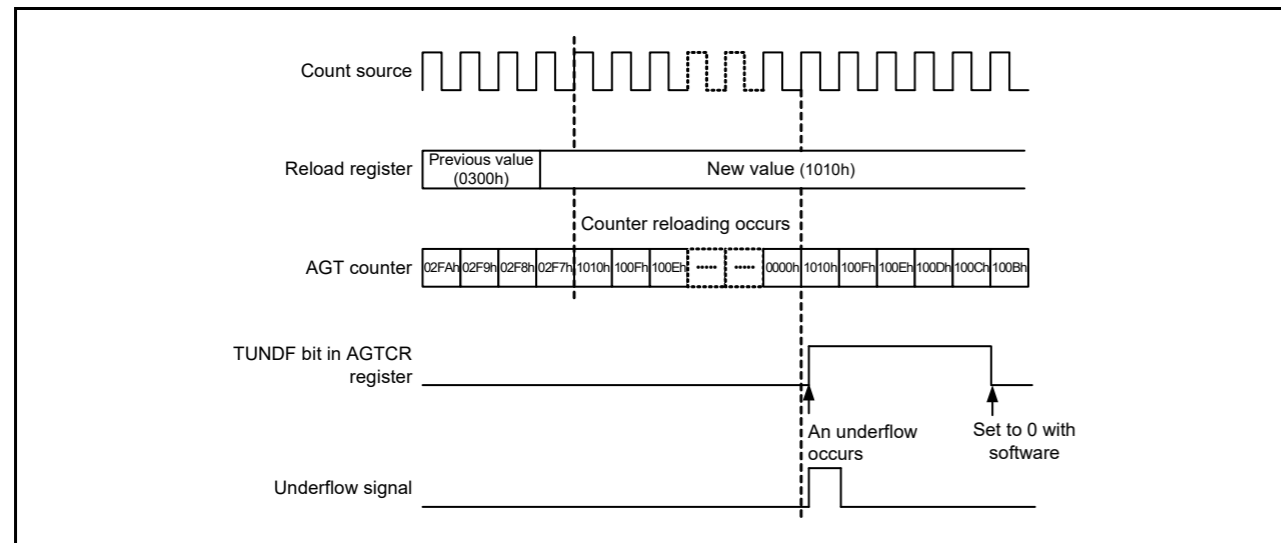 Count source
Reload register
Previous value
(0300h)
New value (1010h)
Counter reloading occurs
AGT counter
02FAh 02F9h 02F8h 02F7h 1010h 100Fh 100Eh ••••• ••••• 0000h 1010h 100Fh 100Eh 100Dh 100Ch 100Bh
TUNDF bit in AGTCR
register
An underflow
occurs
Set to 0 with
software
Underflow signal